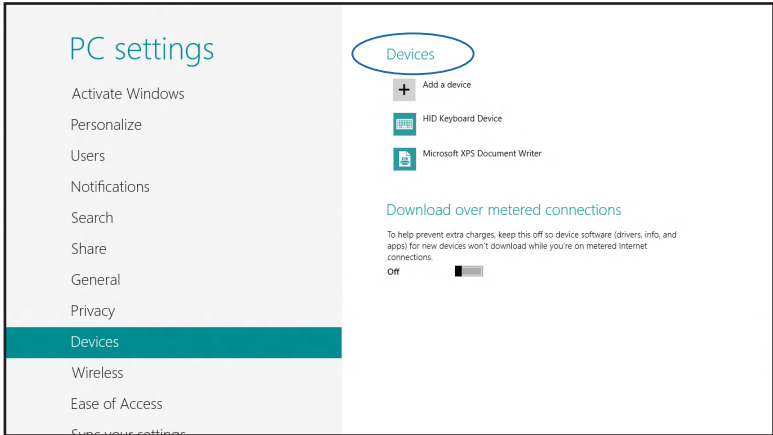 PC settings
Activate Windows
Personalize
Users
Notifications
Search
Share
General
Privacy
Devices
Wireless
Ease of Access
Sync your settings
Devices
Add a device
HID Keyboard Device
Microsoft XPS Document Writer
Download over metered connections
To help prevent extra charges, keep this off so device software (drivers, info, and
apps) for new devices won't download while you're on metered Internet
connections.
Off